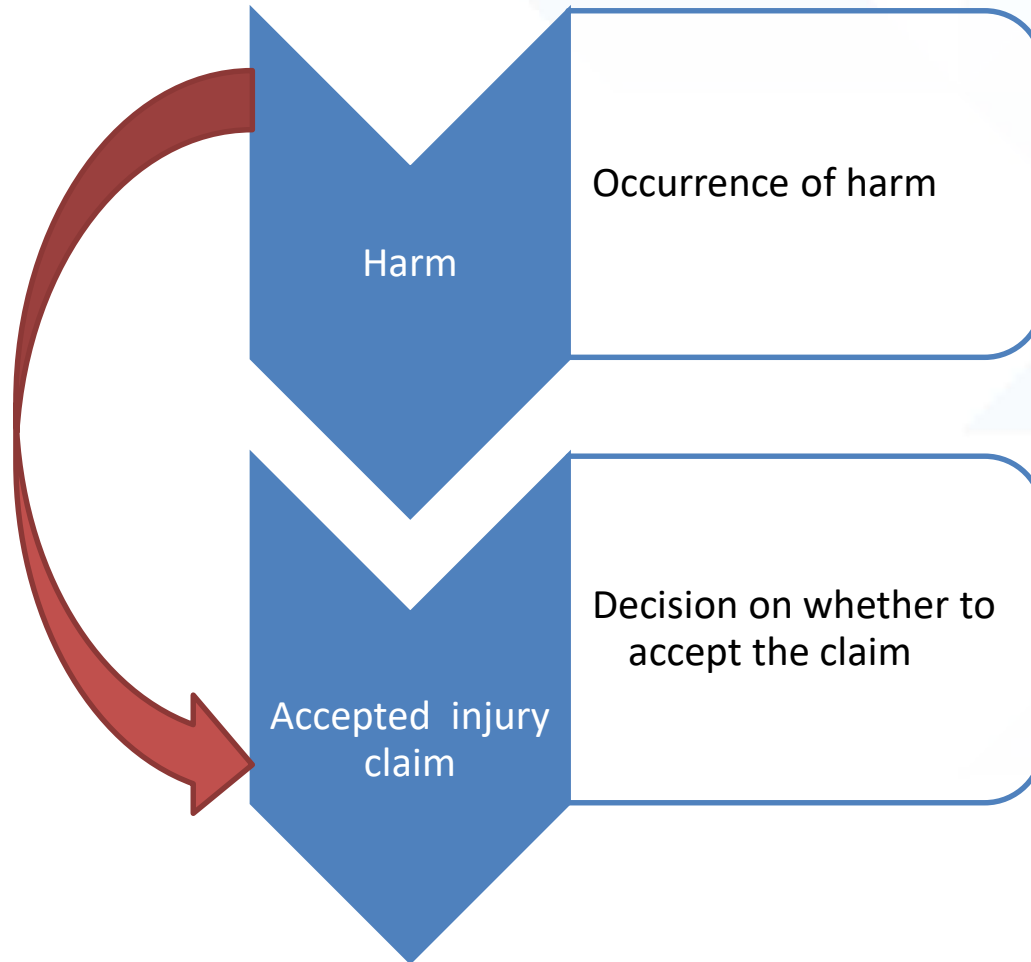 Harm
Occurrence of harm
Accepted injury
claim
Decision on whether to
accept the claim